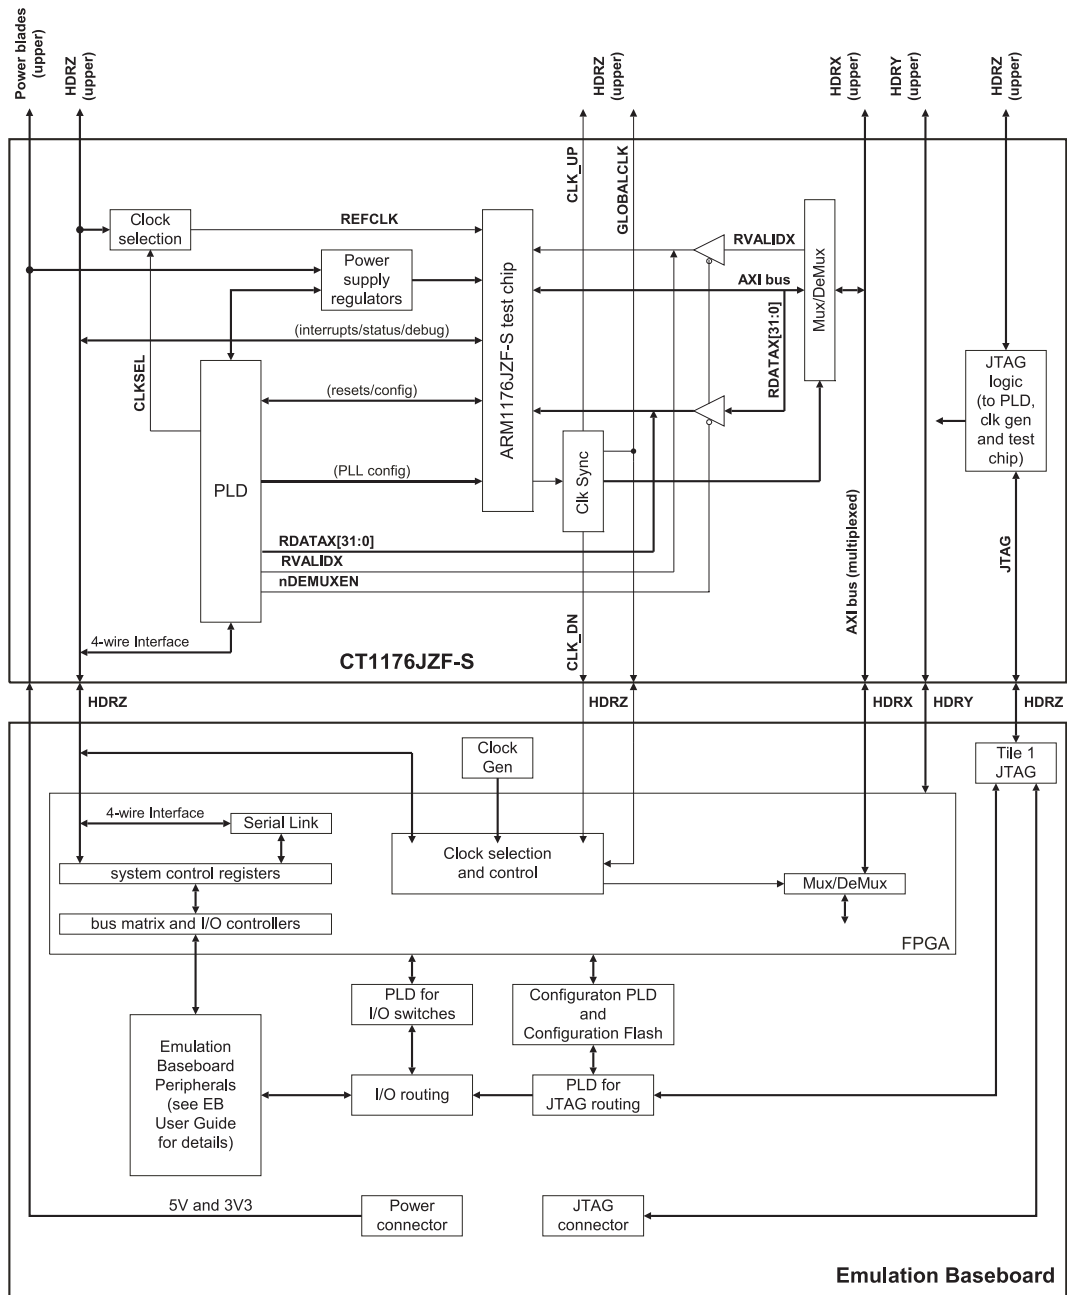 Power blades
(upper)
HDRZ
(upper)
HDRZ
(upper)
HDRX
(upper)
HDRY
(upper)
HDRZ
(upper)
CLK_UP
GLOBALCLK
Clock
selection
REFCLK
Power
supply
regulators
ARM1176JZF-S test chip
RVALIDX
AXI bus
Mux/DeMux
RDATAX[31:0]
(interrupts/status/debug)
CLKSEL
(resets/config)
JTAG
logic
(to PLD,
clk gen
and test
chip)
(PLL config)
PLD
Clk Sync
RDATAX[31:0]
RVALIDX
nDEMUXEN
AXI bus (multiplexed)
JTAG
4-wire Interface
CLK_DN
CT1176JZF-S
HDRZ
HDRZ
HDRX
HDRY
HDRZ
Clock
Gen
Tile 1
JTAG
4-wire Interface
Serial Link
Clock selection
and control
system control registers
Mux/DeMux
bus matrix and I/O controllers
FPGA
PLD for
I/O switches
Configuraton PLD
and
Configuration Flash
Emulation
Baseboard
Peripherals
(see EB
User Guide
for details)
I/O routing
PLD for
JTAG routing
5V and 3V3
Power
connector
JTAG
connector
Emulation Baseboard